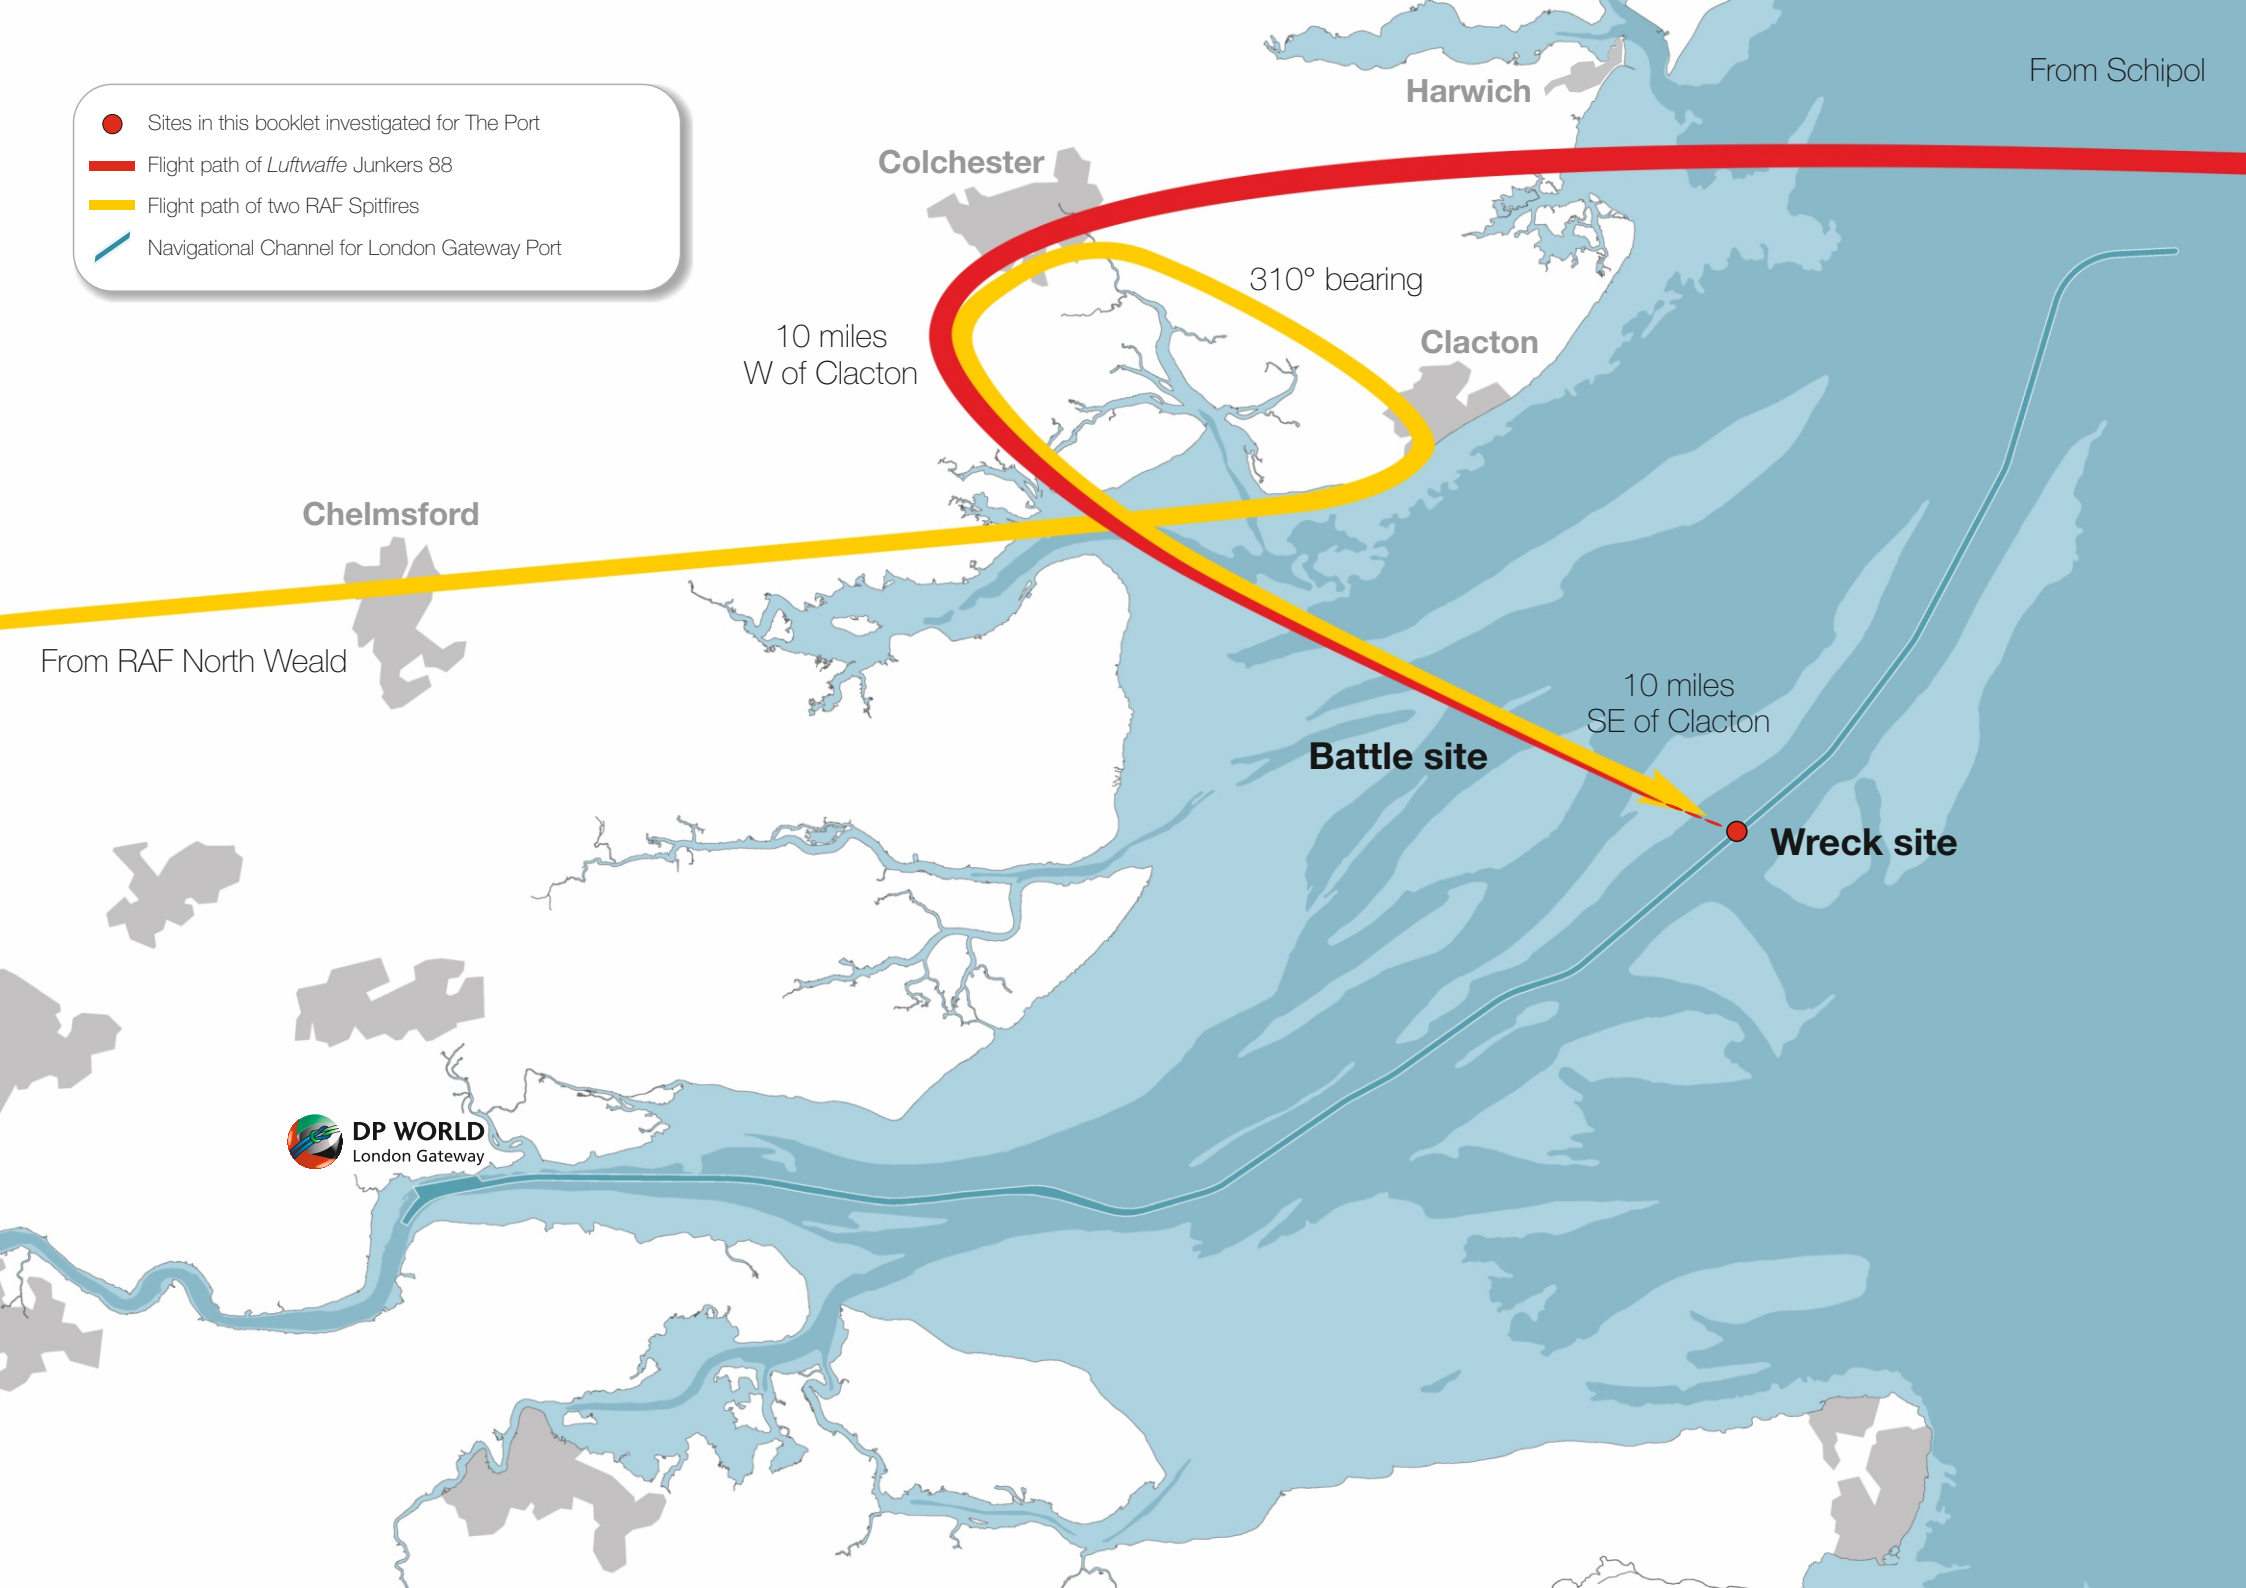 From Schipol
Harwich
Sites in this booklet investigated for The Port
Flight path of Luftwaffe Junkers 88
Flight path of two RAF Spitfires
Navigational Channel for London Gateway Port
Colchester
310° bearing
10 miles
W of Clacton
Clacton
Chelmsford
From RAF North Weald
10 miles
SE of Clacton
Battle site
Wreck site
DP WORLD
London Gateway